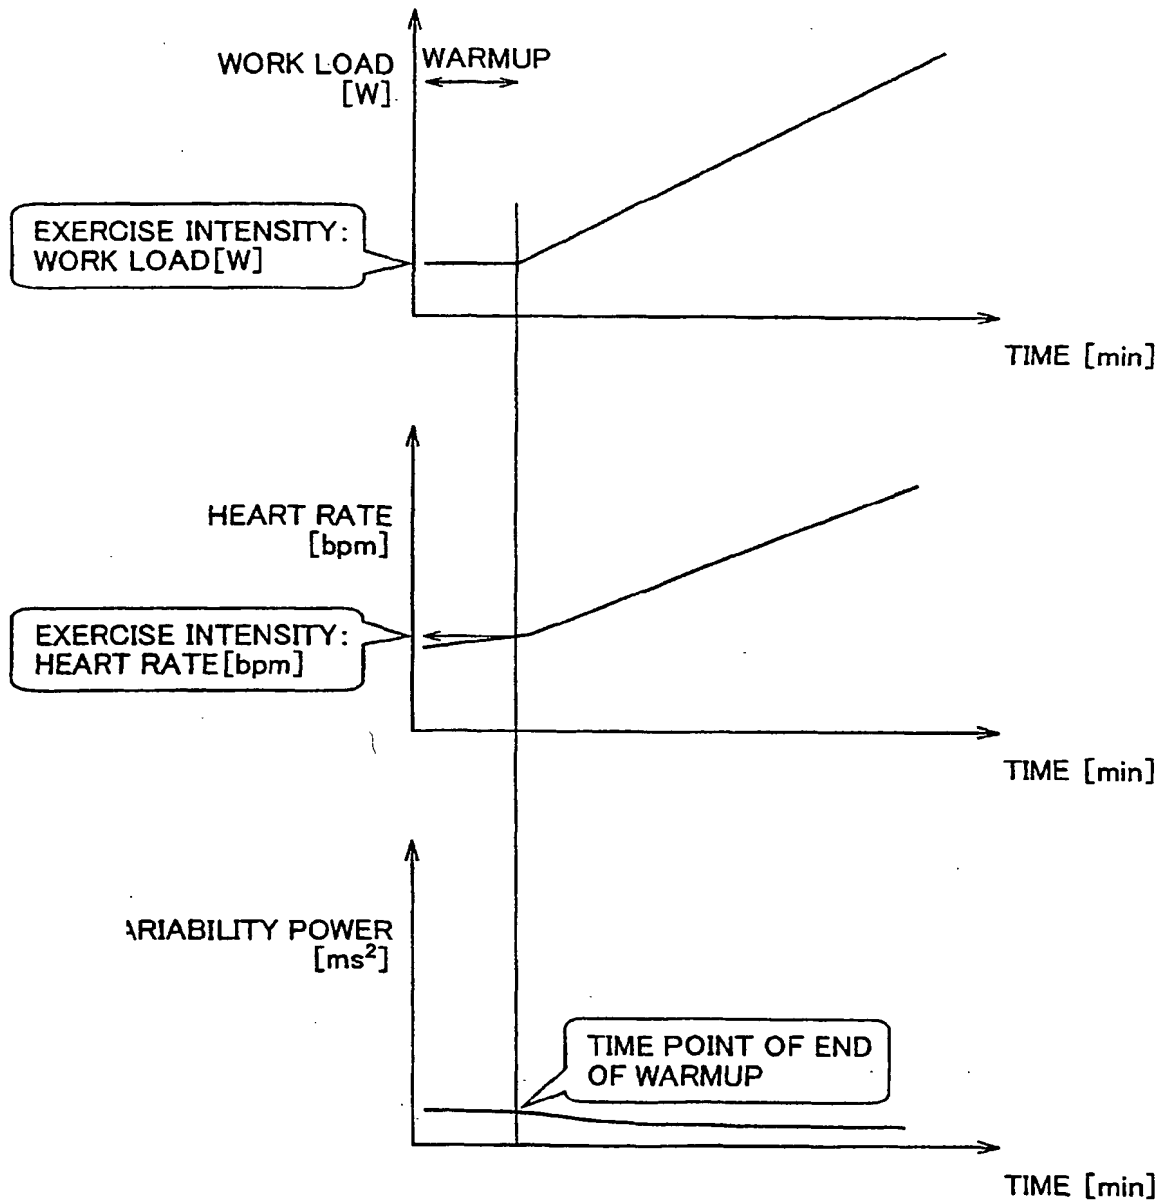 WORK LOAD
[W]
WARMUP
EXERCISE INTENSITY:
WORK LOAD[W]
TIME [min]
HEART RATE
[bpm]
EXERCISE INTENSITY:
HEART RATE[bpm]
TIME [min]
ARIABILITY POWER
[ms²]
TIME POINT OF END
OF WARMUP
TIME [min]